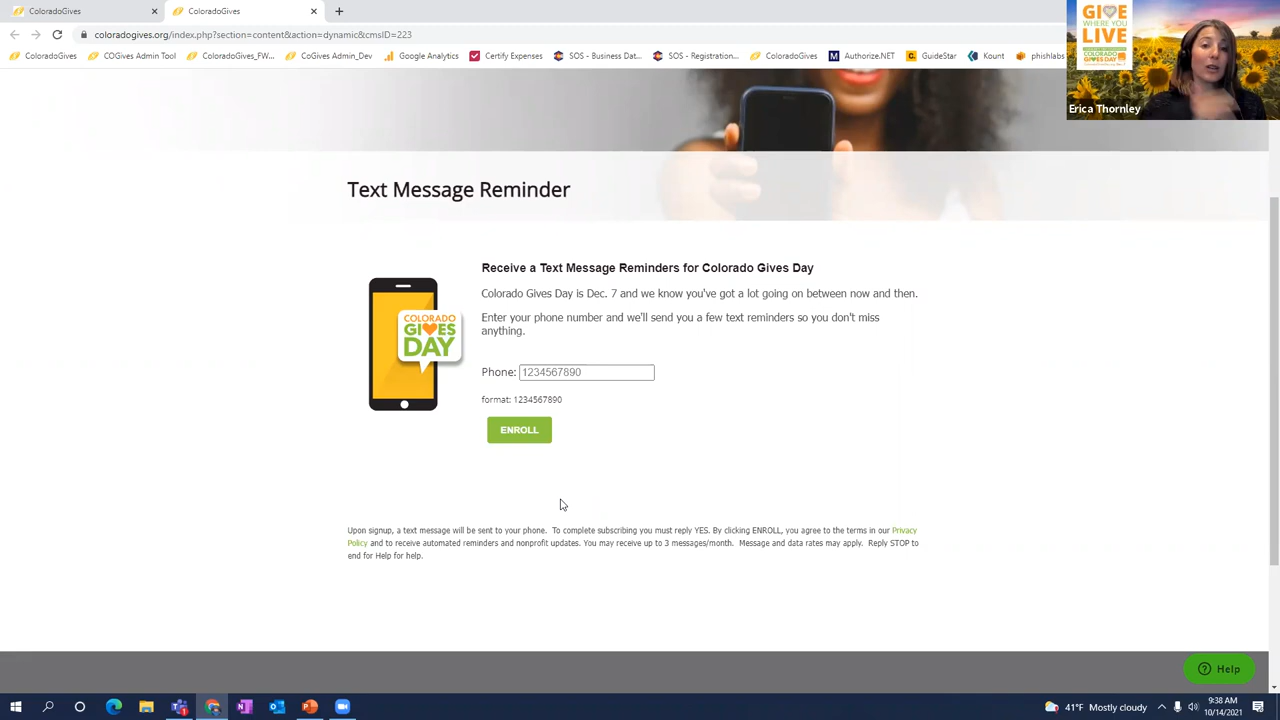 ColoradoGives
ColoradoGives
coloradogives.org/index.php?section=content&action=dynamic&cmsID=223
ColoradoGives
COGives Admin Tool
ColoradoGives_FW...
CoGives Admin_Dev
Google Analytics
Certify Expenses
SOS - Business Dat...
SOS - Registration...
ColoradoGives
Authorize.NET
GuideStar
Kount
phishlabs
GIVE
WHERE YOU
LIVE
COLORADO
GIVES DAY
Erica Thornley
Text Message Reminder
COLORADO
GIVES
DAY
Receive a Text Message Reminders for Colorado Gives Day
Colorado Gives Day is Dec. 7 and we know you've got a lot going on between now and then.
Enter your phone number and we'll send you a few text reminders so you don't miss
anything.
Phone: 1234567890
format: 1234567890
ENROLL
Upon signup, a text message will be sent to your phone. To complete subscribing you must reply YES. By clicking ENROLL, you agree to the terms in our Privacy
Policy and to receive automated reminders and nonprofit updates. You may receive up to 3 messages/month. Message and data rates may apply. Reply STOP to
end for Help for help.
Help
41°F Mostly cloudy
9:38 AM
10/14/2021